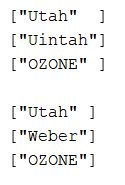 ["Utah"  ]
["Uintah"]
["OZONE" ]

["Utah" ]
["Weber"]
["OZONE"]